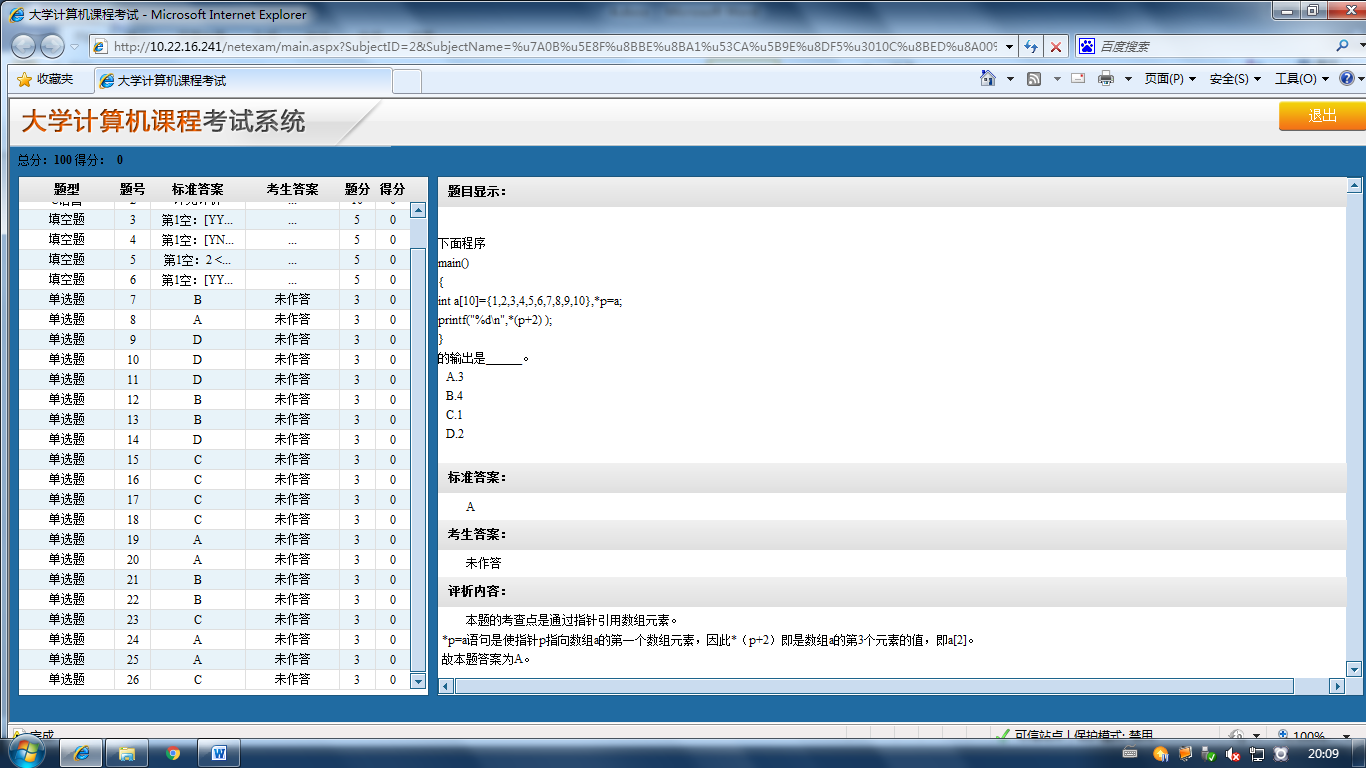 大学计算机课程考试 - Microsoft Internet Explorer
http://10.22.16.241/netexam/main.aspx?SubjectID=2&SubjectName=%u7A0B%u5E8F%u8BBE%u8BA1%u53CA%u5B9E%u8DF5%u3010C%u8BED%u8A00%
百度搜索
收藏夹
大学计算机课程考试
页面(P)
安全(S)
工具(O)
大学计算机课程考试系统
退出
总分：100 得分： 0
题型 题号 标准答案 考生答案 题分 得分
填空题 3 第1空：[YY... ... 5 0
填空题 4 第1空：[YN... ... 5 0
填空题 5 第1空：2 <... ... 5 0
填空题 6 第1空：[YY... ... 5 0
单选题 7 B 未作答 3 0
单选题 8 A 未作答 3 0
单选题 9 D 未作答 3 0
单选题 10 D 未作答 3 0
单选题 11 D 未作答 3 0
单选题 12 B 未作答 3 0
单选题 13 B 未作答 3 0
单选题 14 D 未作答 3 0
单选题 15 C 未作答 3 0
单选题 16 C 未作答 3 0
单选题 17 C 未作答 3 0
单选题 18 C 未作答 3 0
单选题 19 A 未作答 3 0
单选题 20 A 未作答 3 0
单选题 21 B 未作答 3 0
单选题 22 B 未作答 3 0
单选题 23 C 未作答 3 0
单选题 24 A 未作答 3 0
单选题 25 A 未作答 3 0
单选题 26 C 未作答 3 0
题目显示：
下面程序
main()
{
int a[10]={1,2,3,4,5,6,7,8,9,10},*p=a;
printf("%d\n",*(p+2) );
}
的输出是______。
A.3
B.4
C.1
D.2
标准答案：
A
考生答案：
未作答
评析内容：
本题的考查点是通过指针引用数组元素。
*p=a语句是使指针p指向数组a的第一个数组元素，因此*（p+2）即是数组a的第3个元素的值，即a[2]。
故本题答案为A。
完成
可信站点 | 保护模式: 禁用
100%
20:09